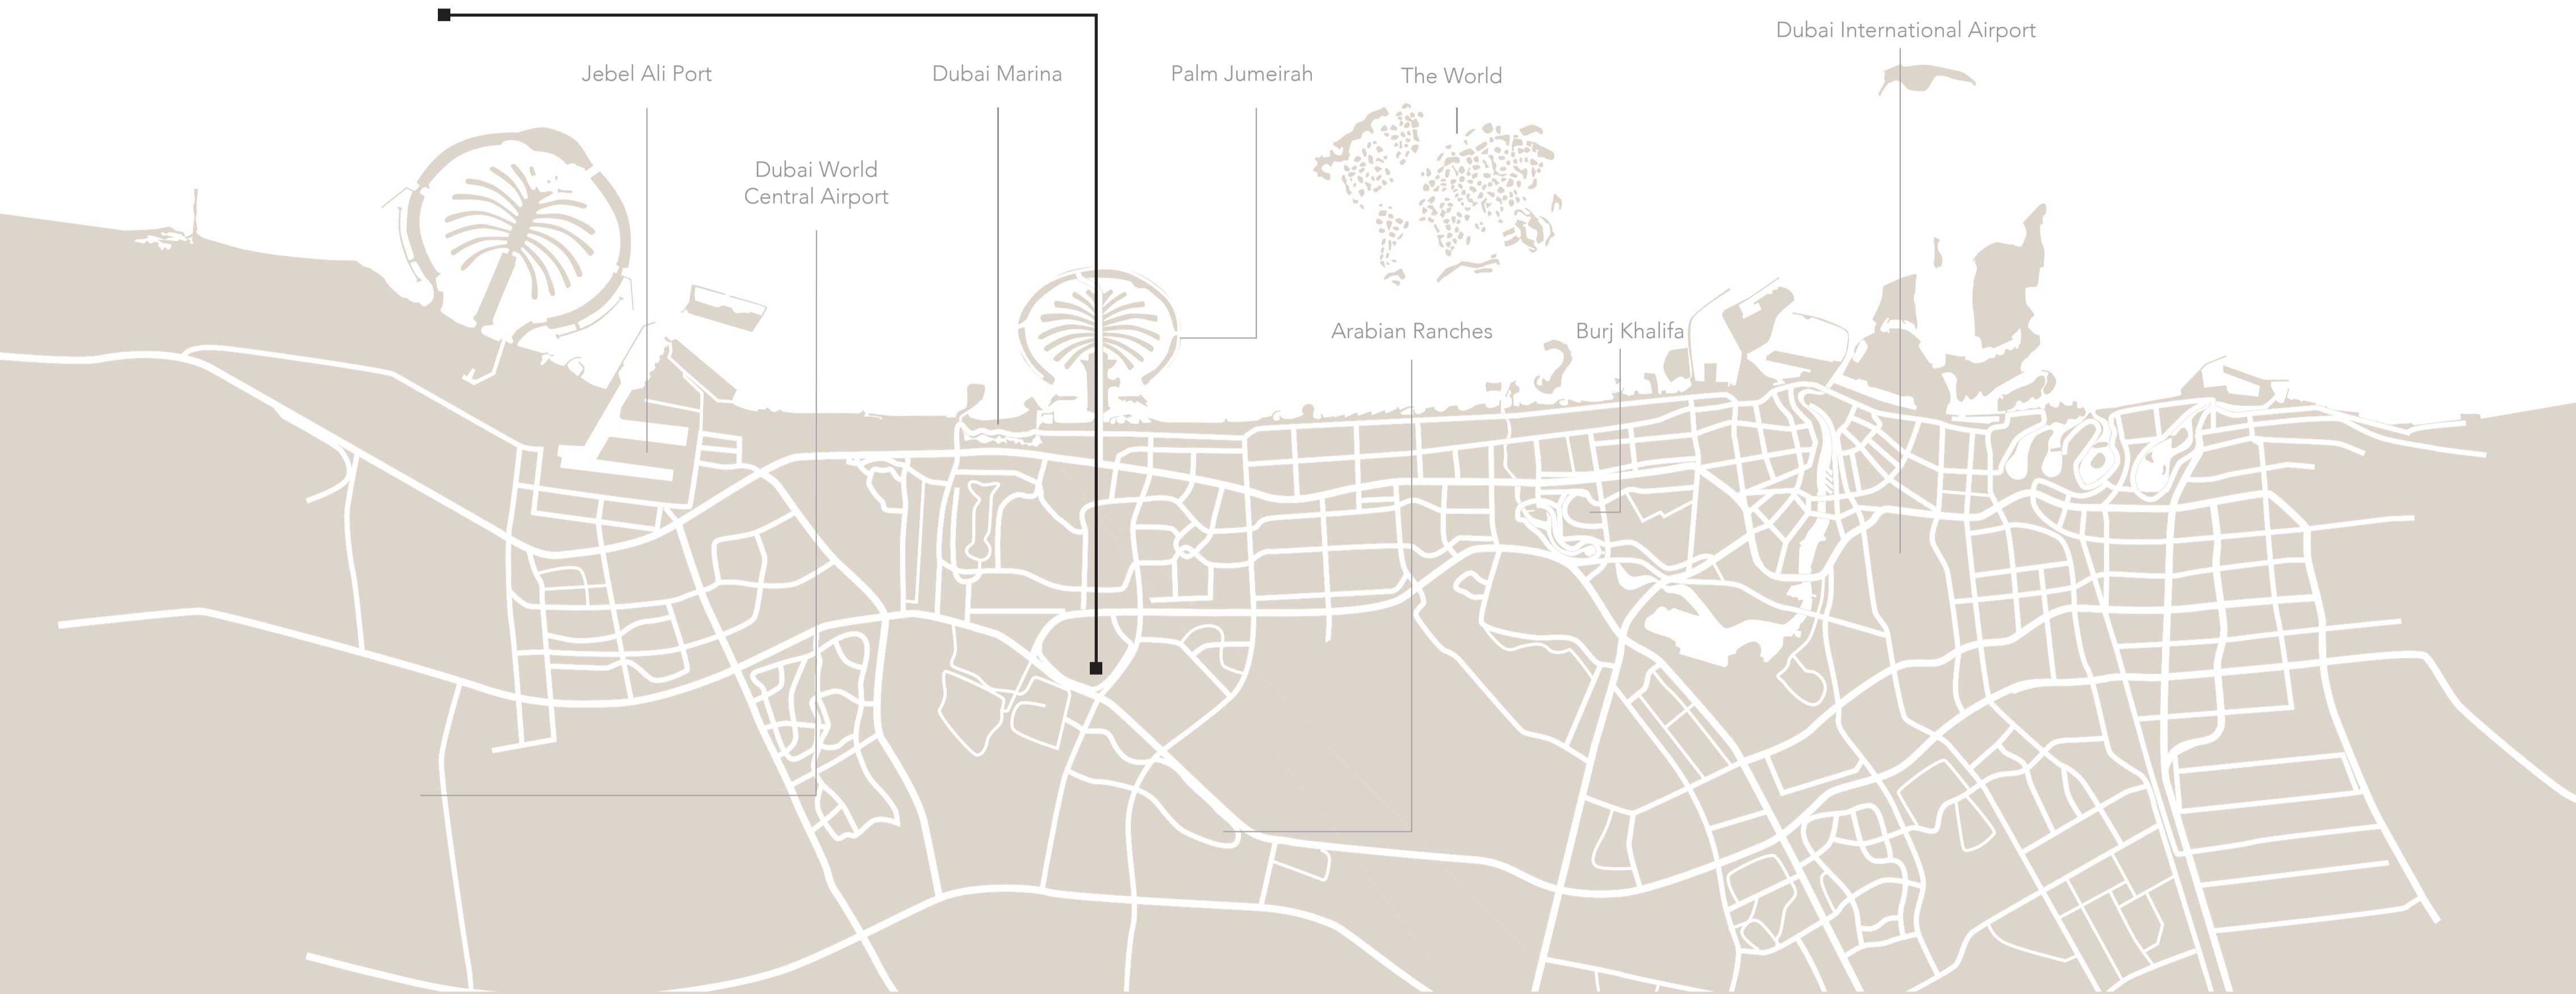 Dubai International Airport
Jebel Ali Port
Dubai Marina
Palm Jumeirah
The World
Dubai World
Central Airport
Arabian Ranches
Burj Khalifa